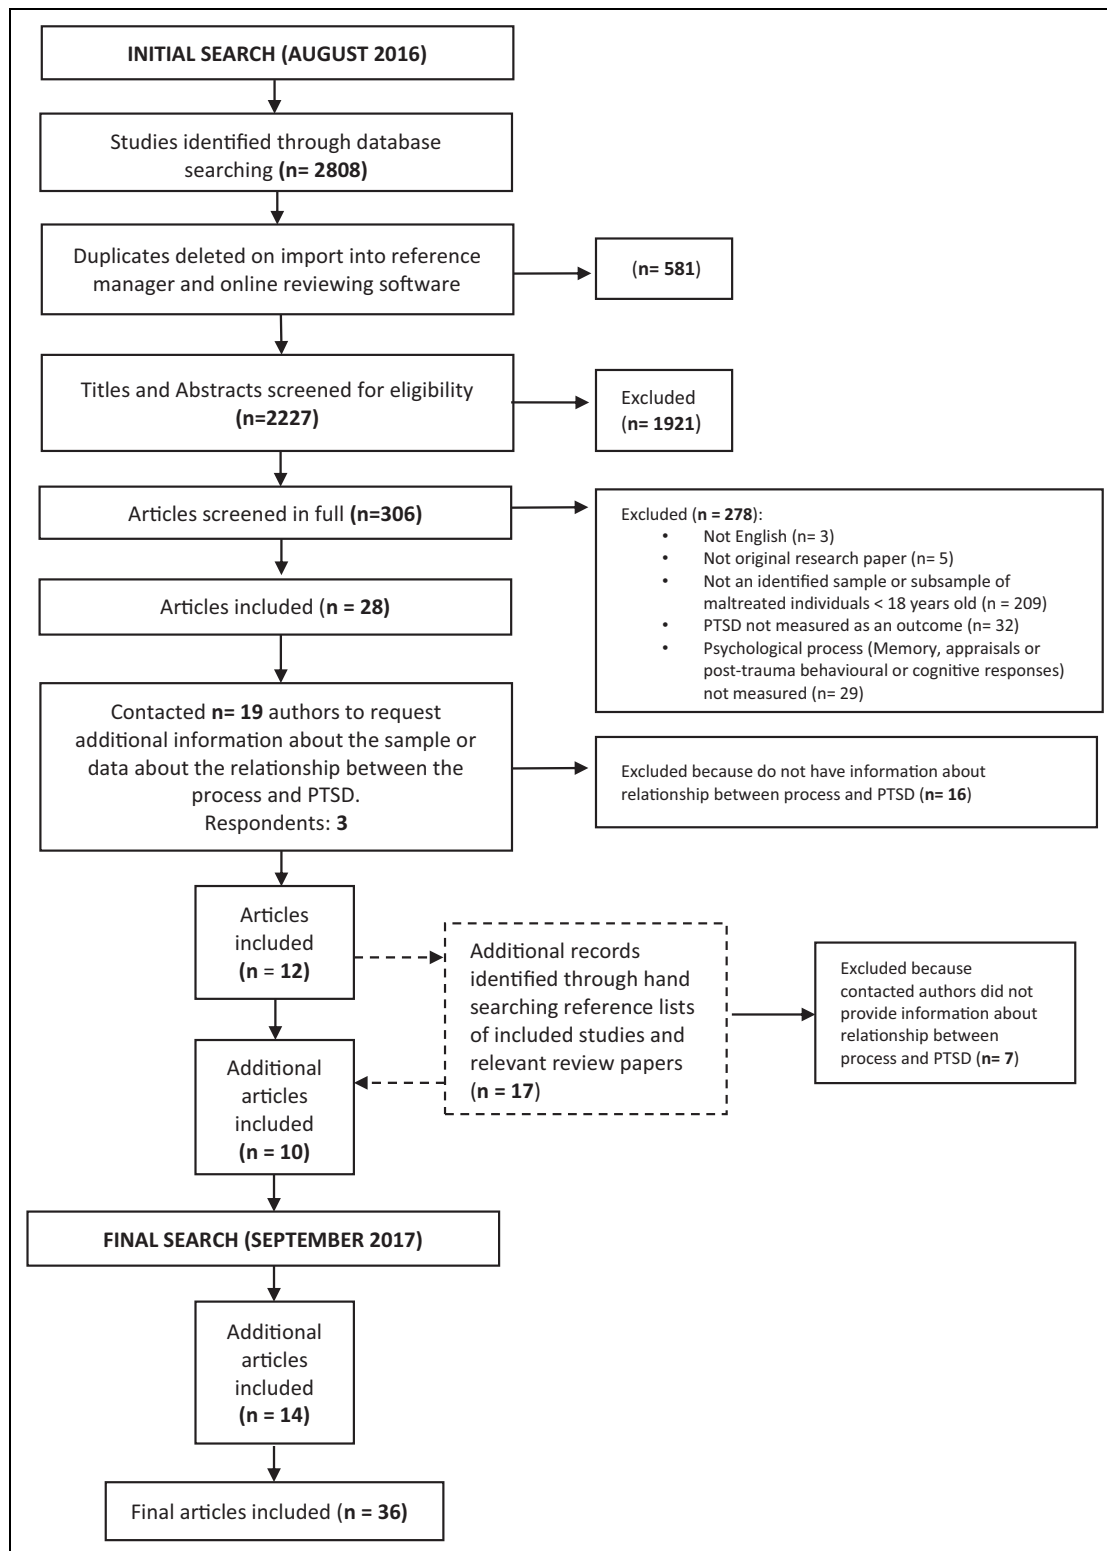 INITIAL SEARCH (AUGUST 2016)
Studies identified through database
searching (n= 2808)
Duplicates deleted on import into reference
manager and online reviewing software
(n= 581)
Titles and Abstracts screened for eligibility
(n=2227)
Excluded
(n= 1921)
Articles screened in full (n=306)
Excluded (n = 278):
• Not English (n= 3)
• Not original research paper (n= 5)
• Not an identified sample or subsample of
maltreated individuals < 18 years old (n = 209)
• PTSD not measured as an outcome (n= 32)
• Psychological process (Memory, appraisals or
post-trauma behavioural or cognitive responses)
not measured (n= 29)
Articles included (n = 28)
Contacted n= 19 authors to request
additional information about the sample or
data about the relationship between the
process and PTSD.
Respondents: 3
Excluded because do not have information about
relationship between process and PTSD (n= 16)
Articles
included
(n = 12)
Additional records
identified through hand
searching reference lists
of included studies and
relevant review papers
(n = 17)
Excluded because
contacted authors did not
provide information about
relationship between
process and PTSD (n= 7)
Additional
articles
included
(n = 10)
FINAL SEARCH (SEPTEMBER 2017)
Additional
articles
included
(n = 14)
Final articles included (n = 36)